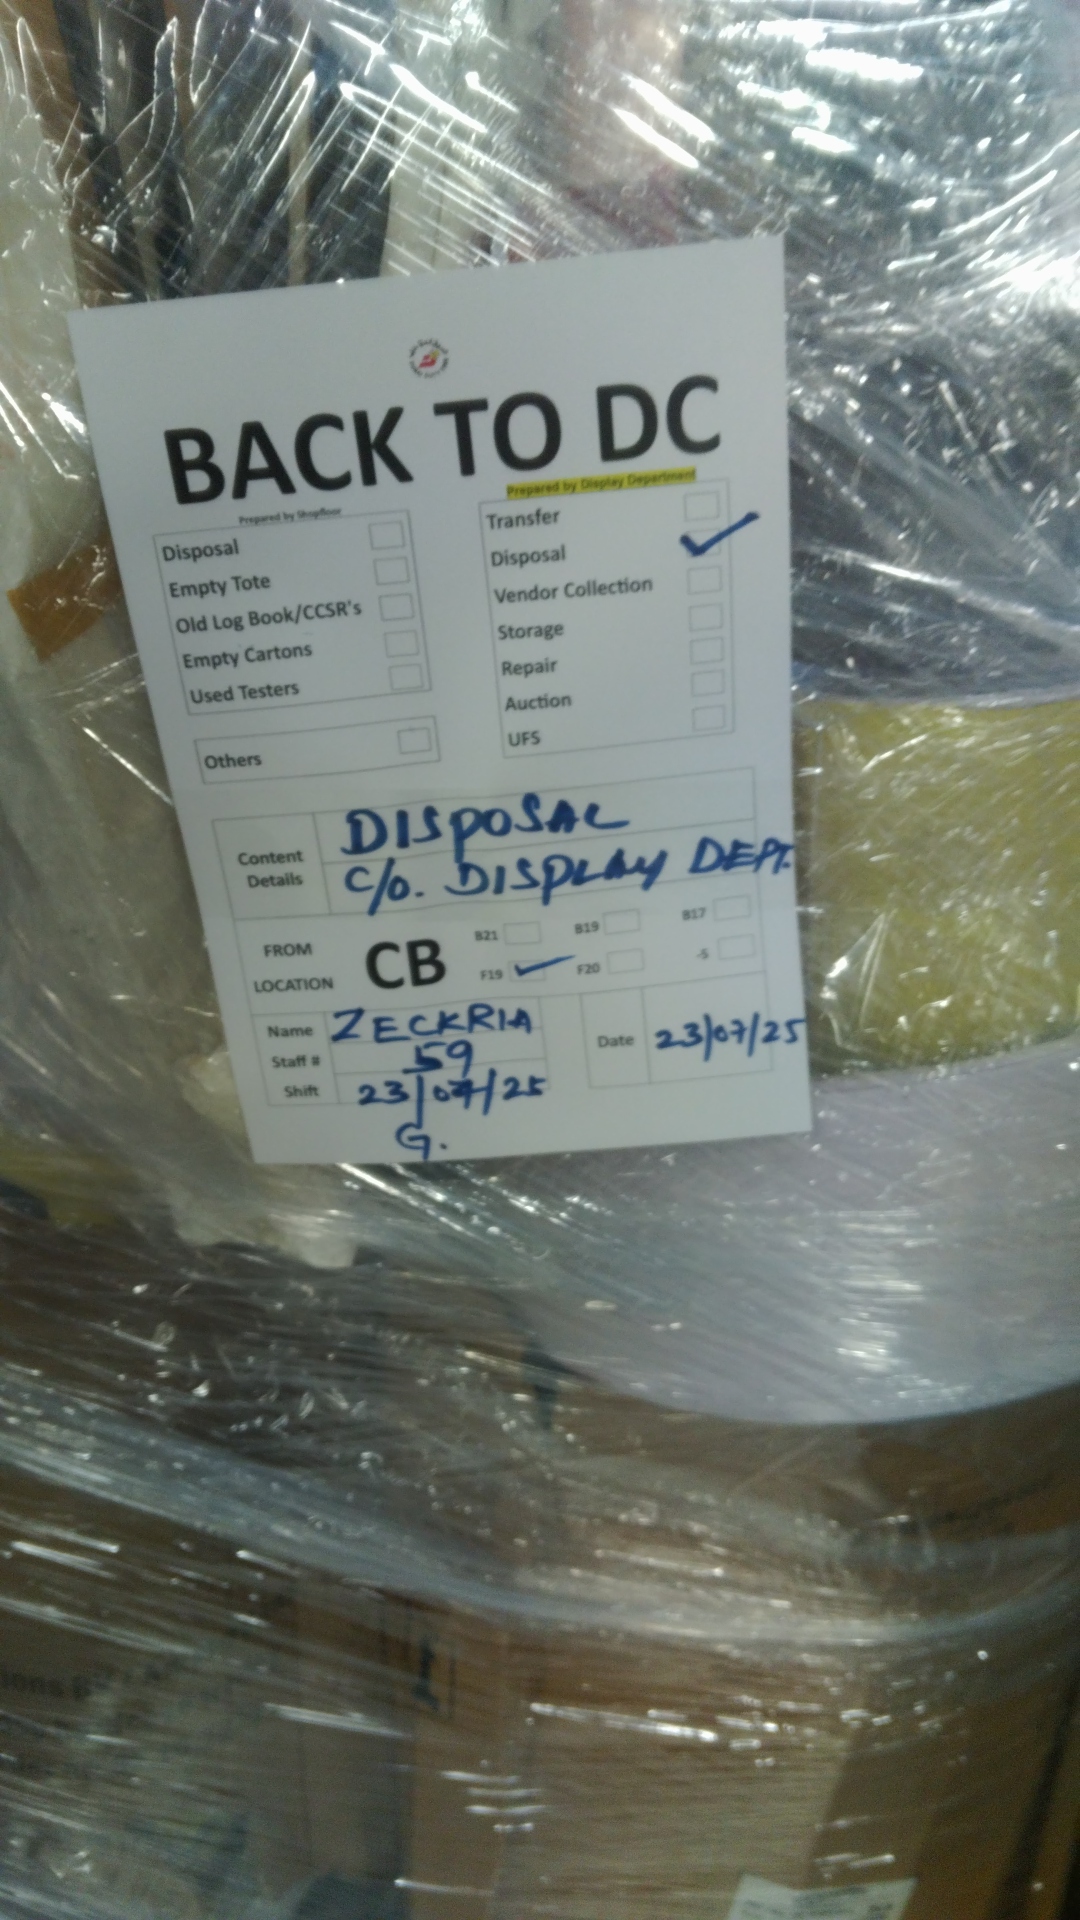 BACK TO DC
Prepared by Shopfloor
Disposal
Empty Tote
Old Log Book/CCSR's
Empty Cartons
Used Testers
Others
Prepared by Display Department
Transfer
Disposal
Vendor Collection
Storage
Repair
Auction
UFS
Content Details
DISPOSAL
C/O. DISPLAY DEPT.
FROM LOCATION
CB
B21 B19 B17
F19 F20 -5
Name ZECKRIA
Staff # 59
Shift 23/07/25
G.
Date 23/07/25